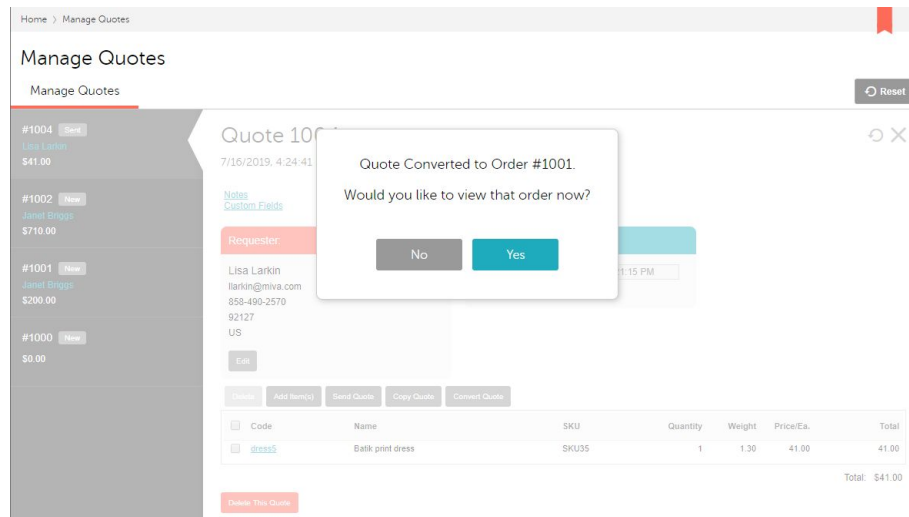 Home > Manage Quotes
Manage Quotes
Manage Quotes
Reset
#1004 Sent
Lisa Larkin
$41.00
#1002 New
Janet Briggs
$710.00
#1001 New
Janet Briggs
$200.00
#1000 New
$0.00
Quote 100
7/16/2019, 4:24:41
Notes
Custom Fields
Quote Converted to Order #1001.
Would you like to view that order now?
No Yes
Requester:
Lisa Larkin
llarkin@miva.com
858-490-2570
92127
US
Edit
1:15 PM
Delete Add Item(s) Send Quote Copy Quote Convert Quote
Code Name SKU Quantity Weight Price/Ea. Total
dress5 Batik print dress SKU35 1 1.30 41.00 41.00
Total: $41.00
Delete This Quote